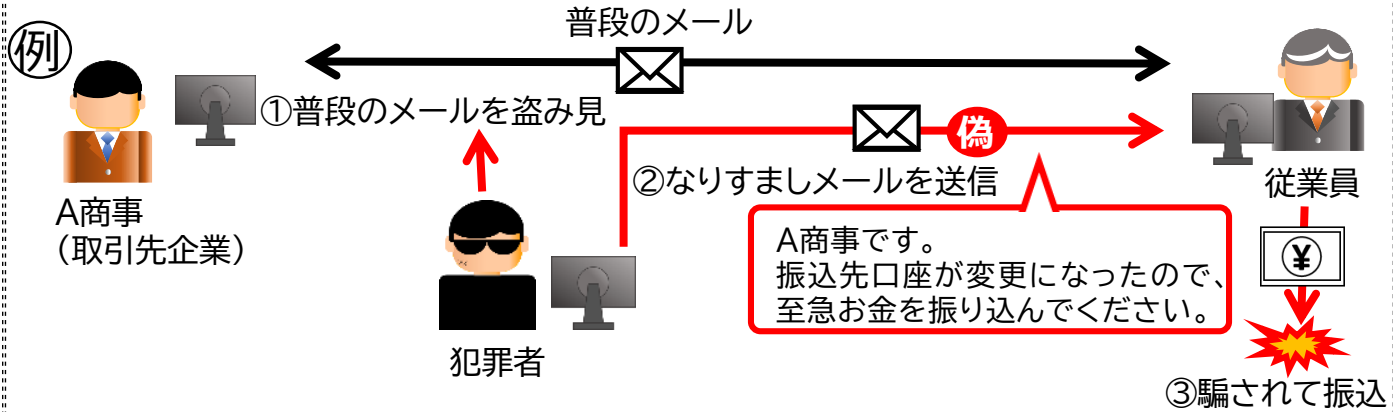 例
普段のメール
①普段のメールを盗み見
偽
②なりすましメールを送信
A商事
（取引先企業）
犯罪者
A商事です。
振込先口座が変更になったので、
至急お金を振り込んでください。
従業員
¥
③騙されて振込